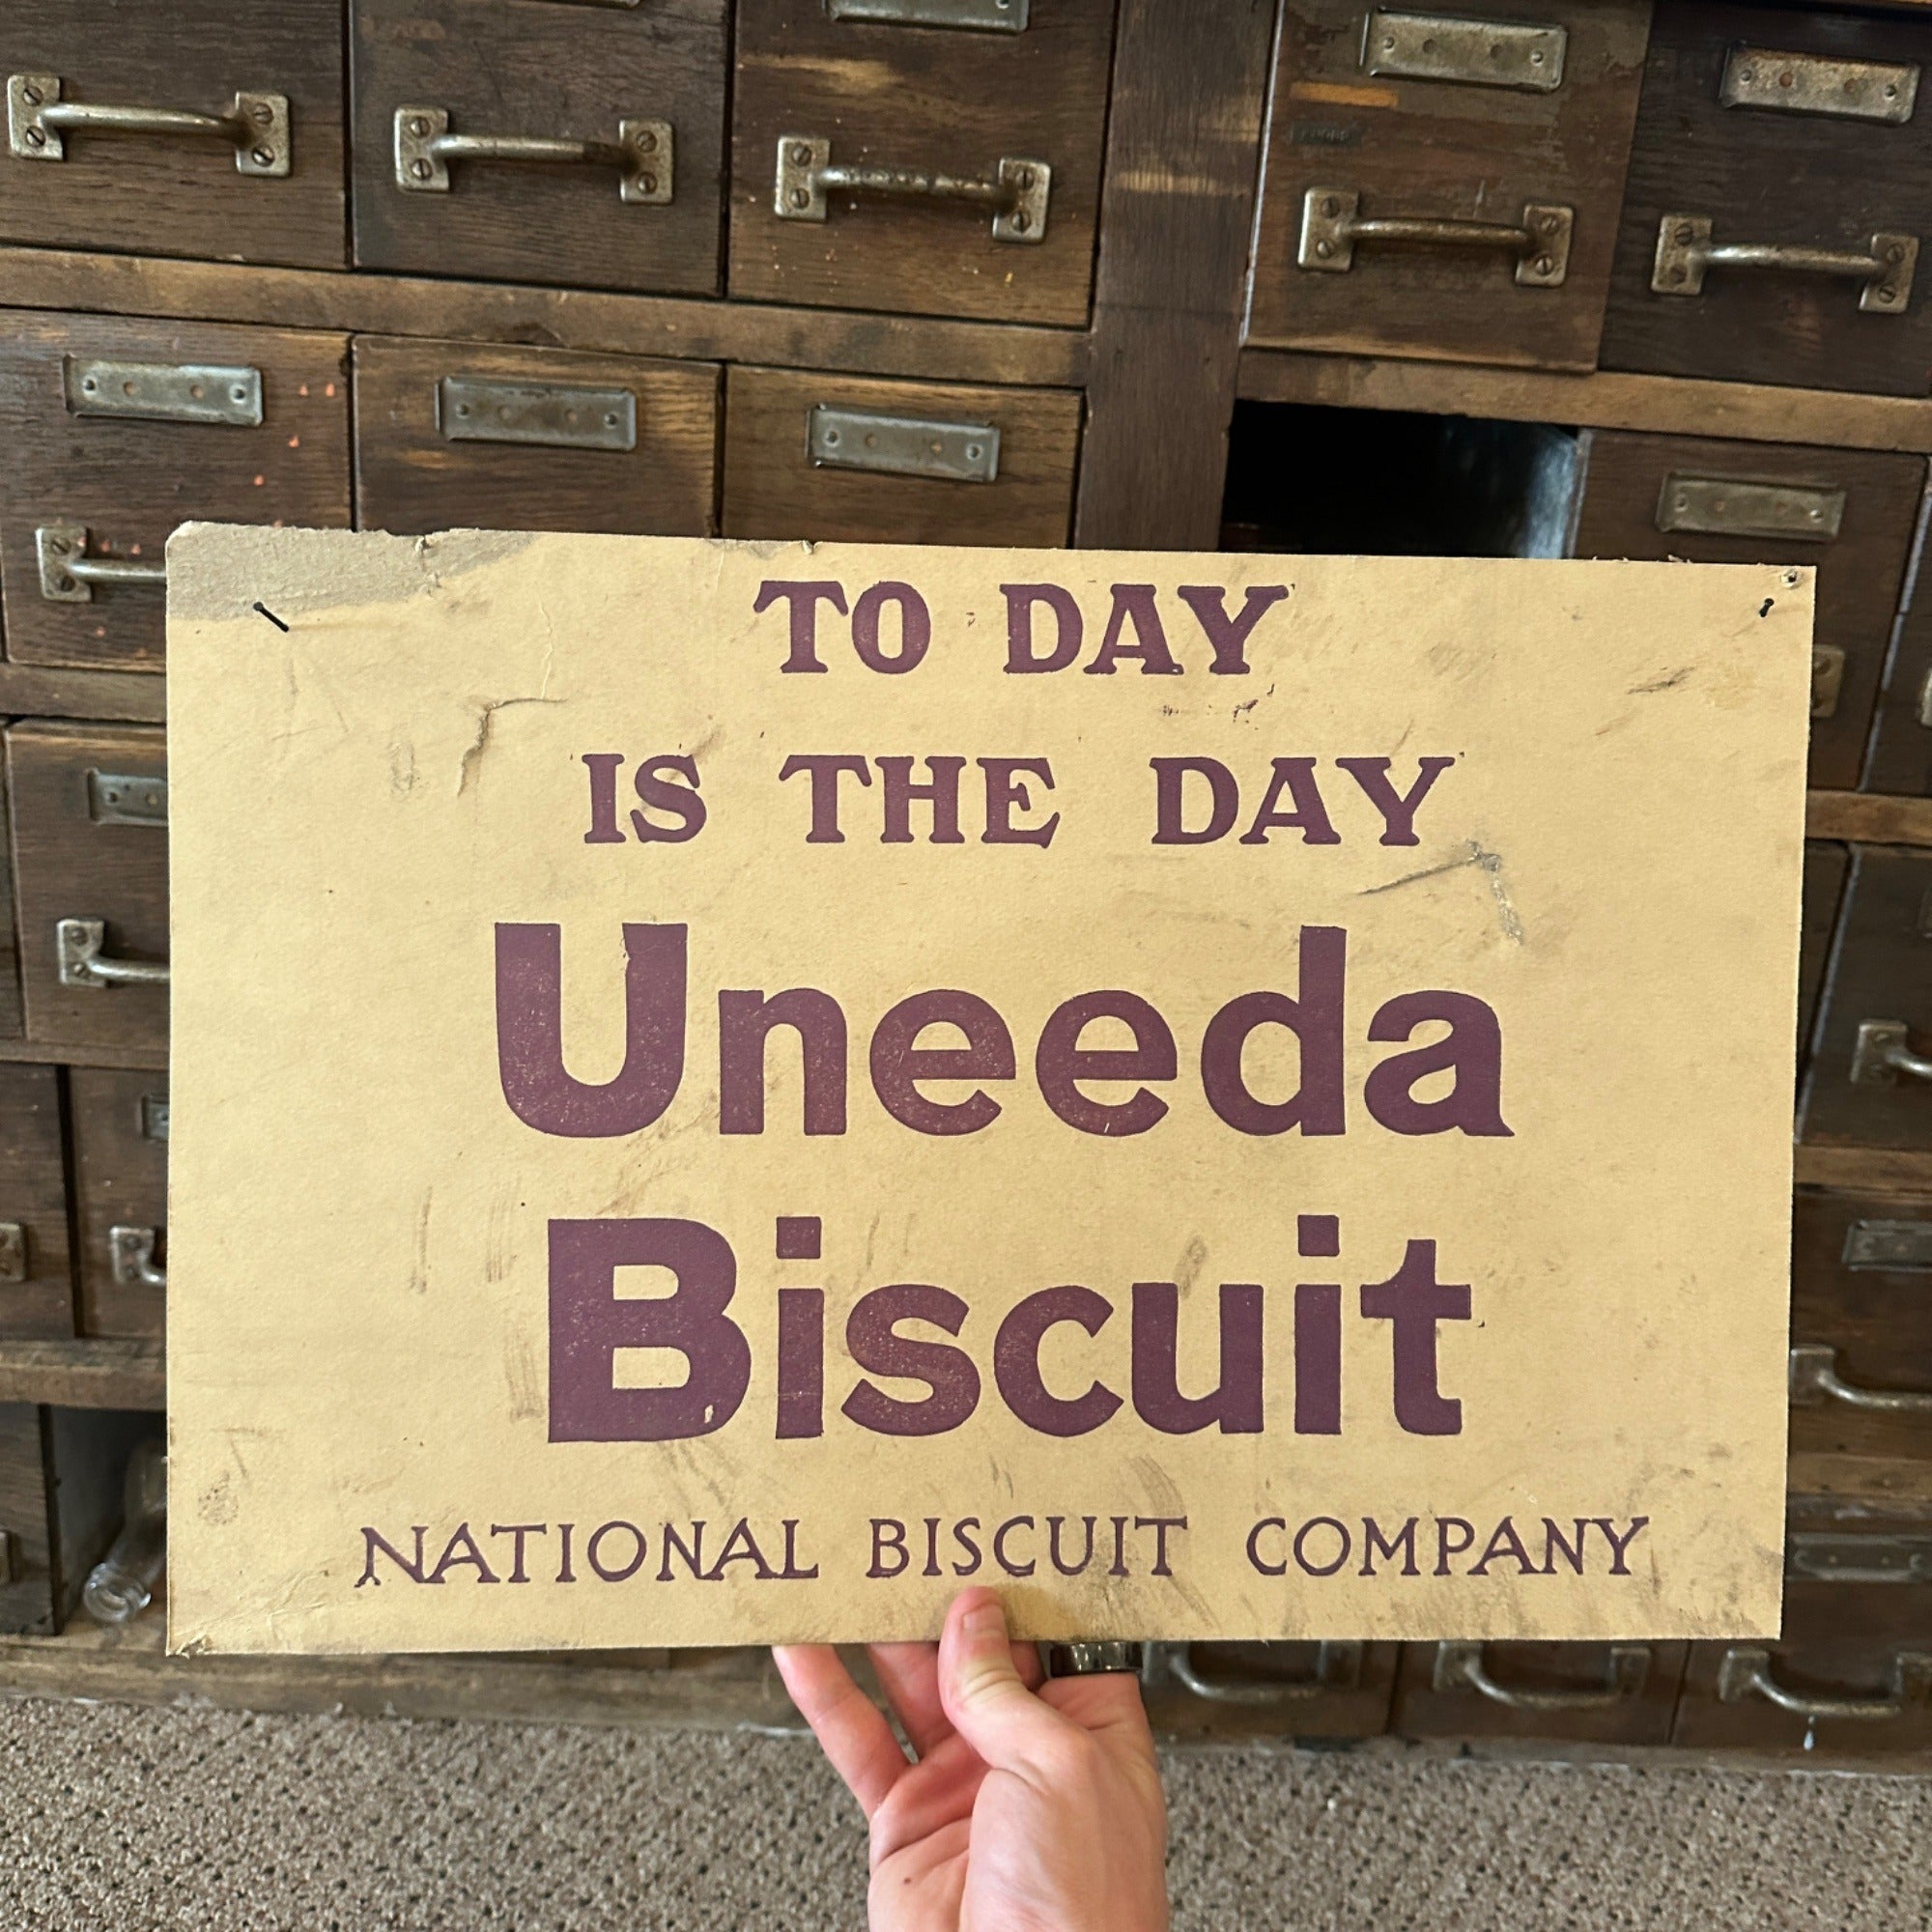 TO DAY
IS THE DAY
Uneeda
Biscuit
NATIONAL BISCUIT COMPANY